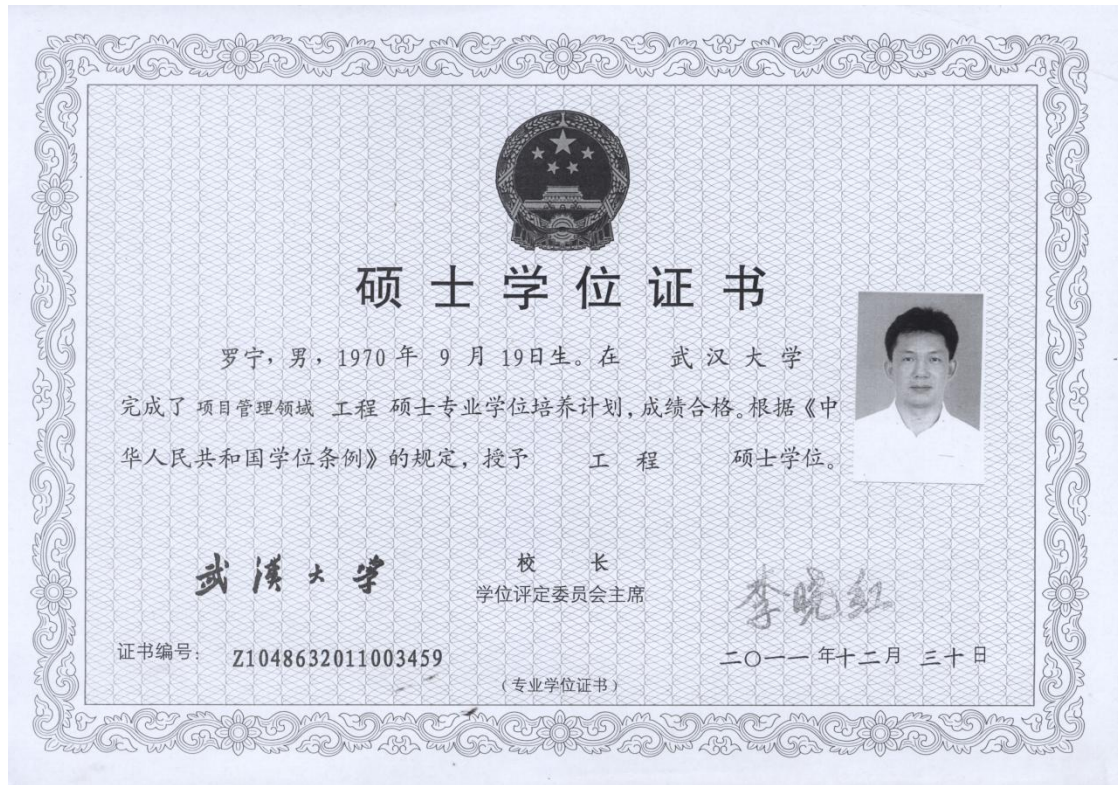 硕士学位证书
罗宁，男，1970 年 9 月 19日生。在 武汉大学
完成了 项目管理领域 工程 硕士专业学位培养计划，成绩合格。根据《中
华人民共和国学位条例》的规定，授予 工 程 硕士学位。
武漢大学
校 长
学位评定委员会主席
李晓红
证书编号： Z1048632011003459
二〇一一 年十二月 三十 日
（专业学位证书）